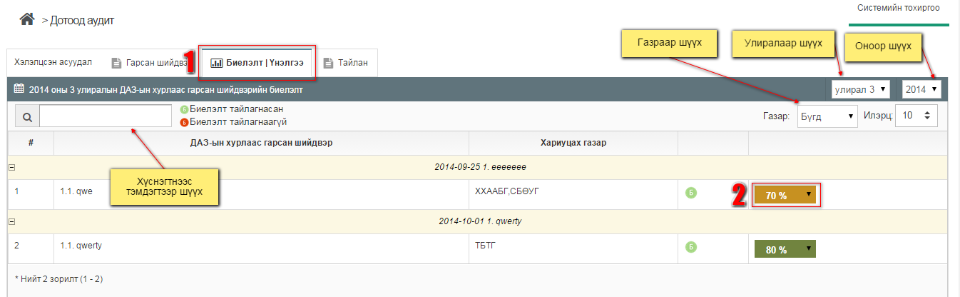 Системийн тохиргоо
> Дотоод аудит
Газраар шүүх
Улиралаар шүүх
Оноор шүүх
1
Хэлэлцсэн асуудал
Гарсан шийдвэ
Биелэлт | Үнэлгээ
Тайлан
2014 оны 3 улиралын ДАЗ-ын хурлаас гарсан шийдвэрийн биелэлт
улирал 3
2014
Б Биелэлт тайлагнасан
Б Биелэлт тайлагнаагүй
Газар: Бүгд
Илэрц: 10
# ДАЗ-ын хурлаас гарсан шийдвэр Хариуцах газар
2014-09-25 1. еееееее
Хүснэгтнээс
тэмдэгтээр шүүх
1 1.1. qwe ХХААБГ,СБӨУГ Б 2 70 %
2014-10-01 1. qwerty
2 1.1. qwerty ТБТГ Б 80 %
* Нийт 2 зорилт (1 - 2)